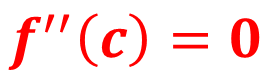 f′′(c) = 0